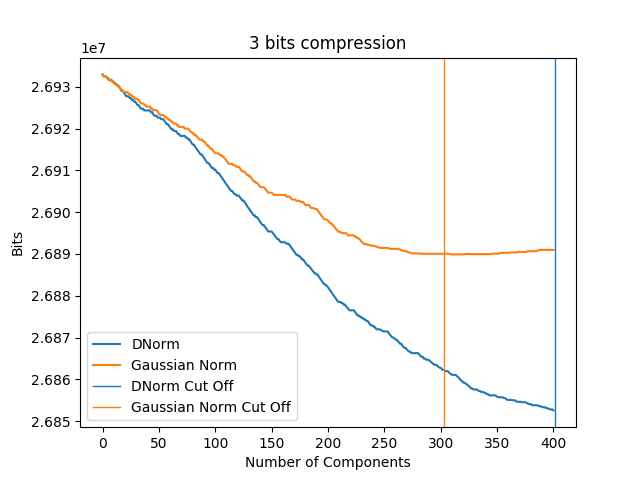 3 bits compression
1e7
2.693
2.692
2.691
2.690
2.689
2.688
2.687
2.686
2.685
Bits
DNorm
Gaussian Norm
DNorm Cut Off
Gaussian Norm Cut Off
0 50 100 150 200 250 300 350 400
Number of Components